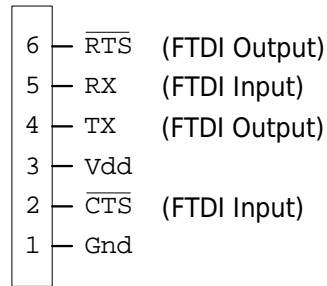 6 RTS (FTDI Output)
5 RX (FTDI Input)
4 TX (FTDI Output)
3 Vdd
2 CTS (FTDI Input)
1 Gnd